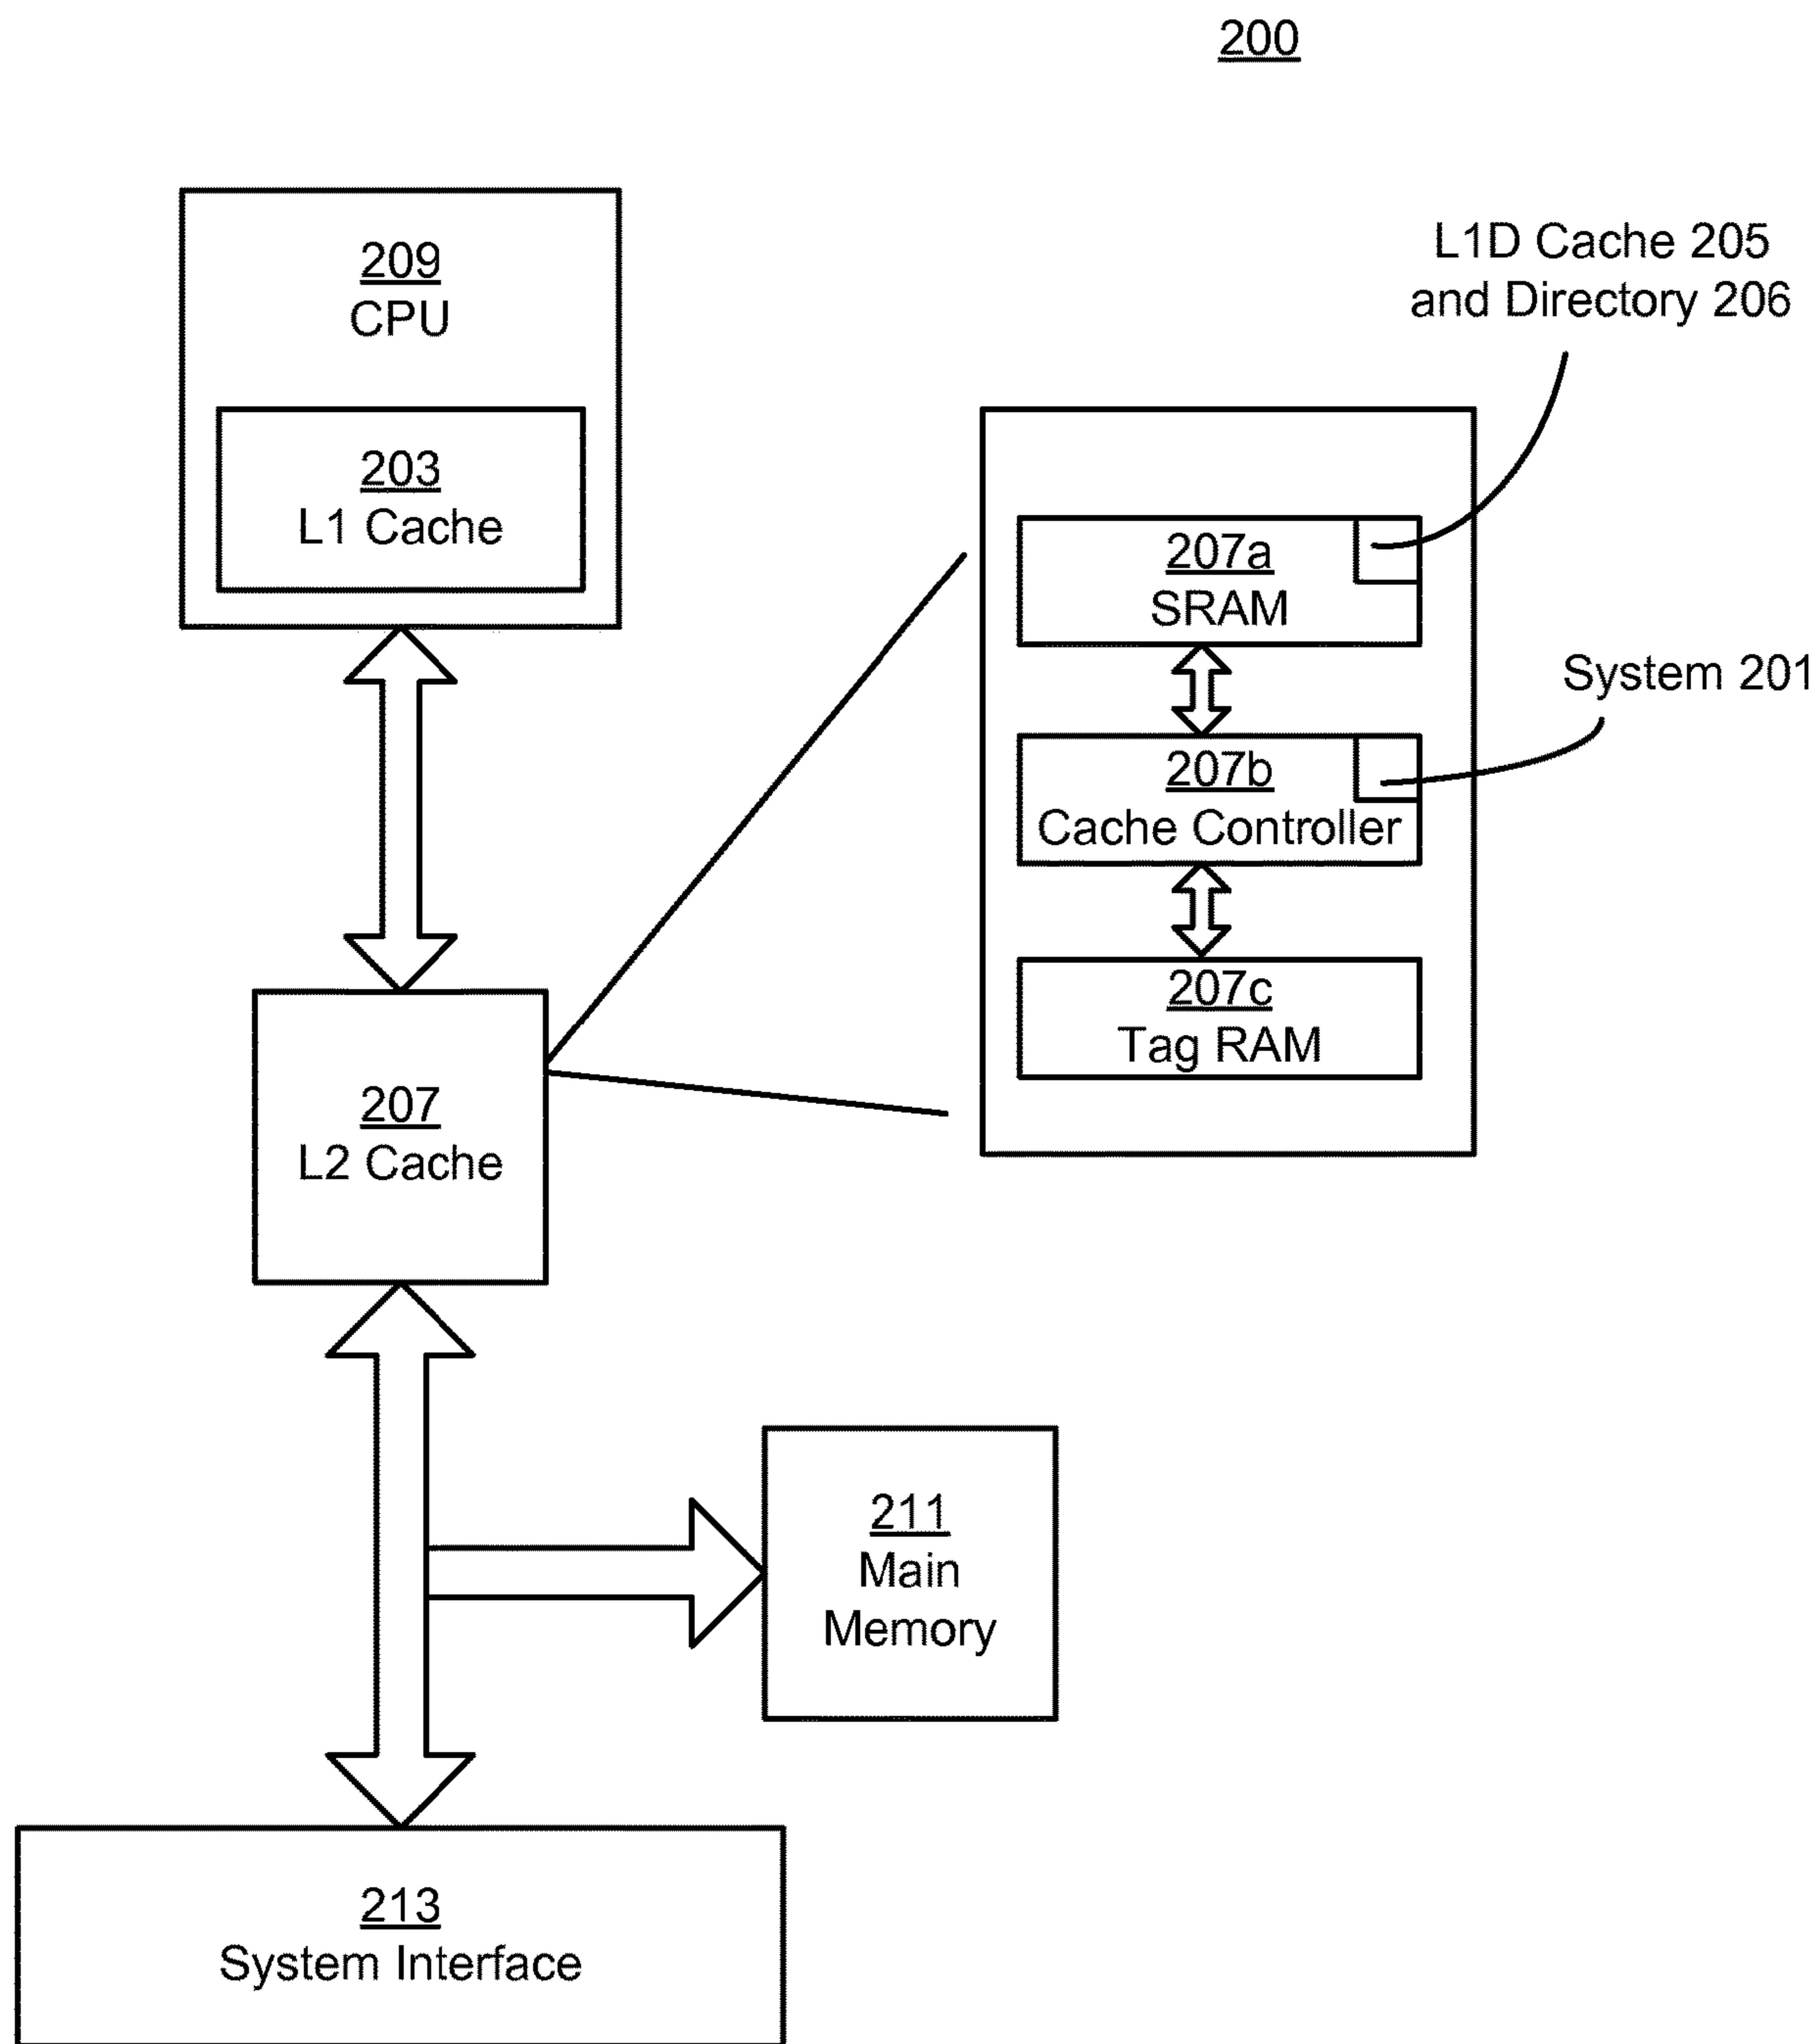 200
209
CPU
203
L1 Cache
L1D Cache 205
and Directory 206
207a
SRAM
System 201
207b
Cache Controller
207c
Tag RAM
207
L2 Cache
211
Main
Memory
213
System Interface